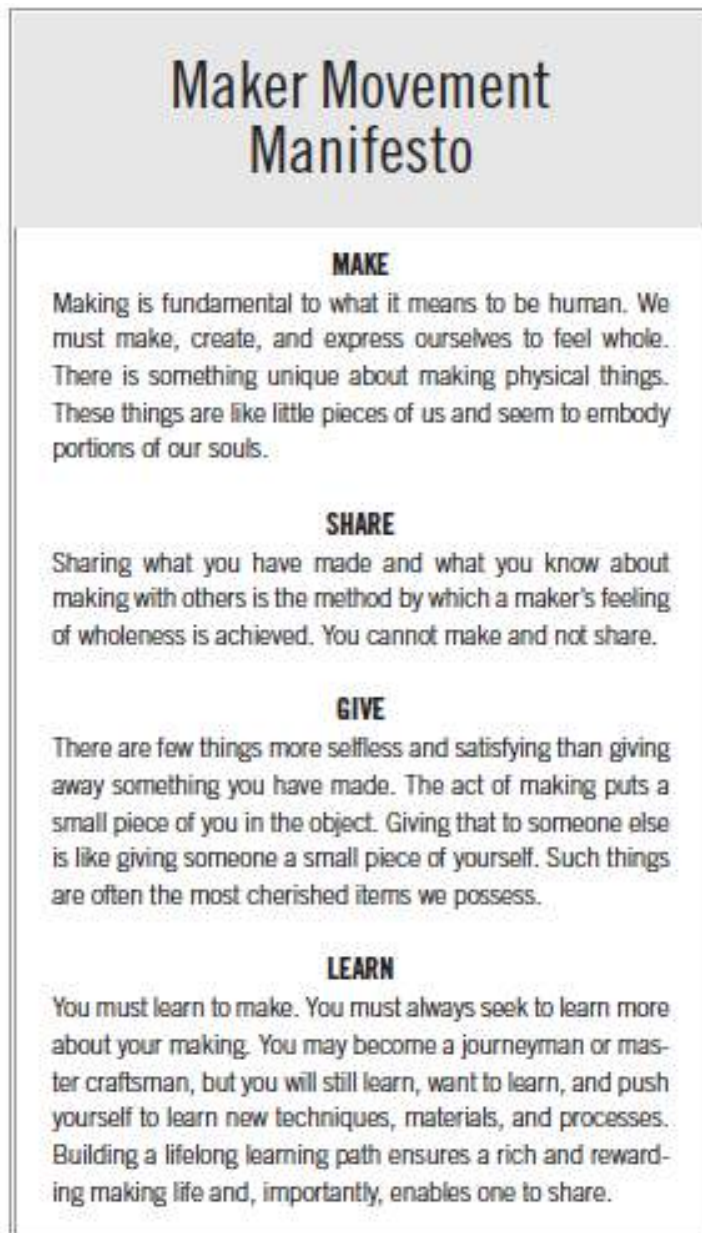 Maker Movement
Manifesto
MAKE
Making is fundamental to what it means to be human. We
must make, create, and express ourselves to feel whole.
There is something unique about making physical things.
These things are like little pieces of us and seem to embody
portions of our souls.
SHARE
Sharing what you have made and what you know about
making with others is the method by which a maker's feeling
of wholeness is achieved. You cannot make and not share.
GIVE
There are few things more selfless and satisfying than giving
away something you have made. The act of making puts a
small piece of you in the object. Giving that to someone else
is like giving someone a small piece of yourself. Such things
are often the most cherished items we possess.
LEARN
You must learn to make. You must always seek to learn more
about your making. You may become a journeyman or mas-
ter craftsman, but you will still learn, want to learn, and push
yourself to learn new techniques, materials, and processes.
Building a lifelong learning path ensures a rich and reward-
ing making life and, importantly, enables one to share.